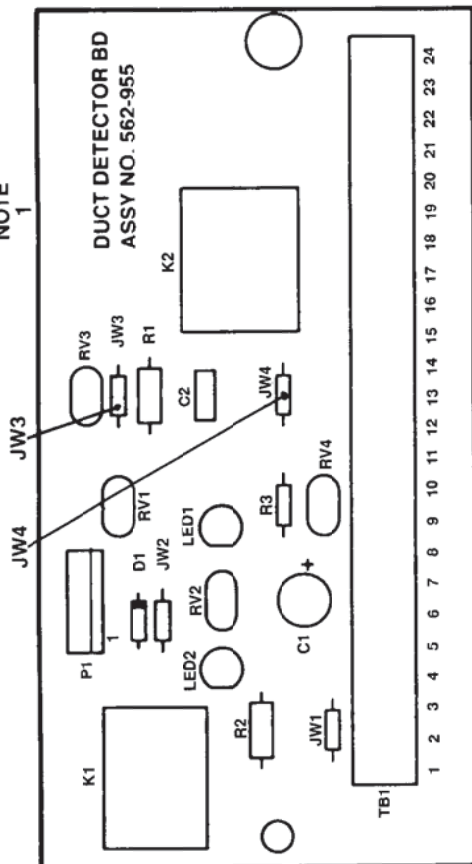 NOTE
1
DUCT DETECTOR BD
ASSY NO. 562-955
JW3
JW4
RV3
JW3
R1
K2
C2
JW4
RV1
P1
1
D1
JW2
LED1
RV2
LED2
R3
RV4
C1
+
K1
R2
JW1
TB1
1 2 3 4 5 6 7 8 9 10 11 12 13 14 15 16 17 18 19 20 21 22 23 24